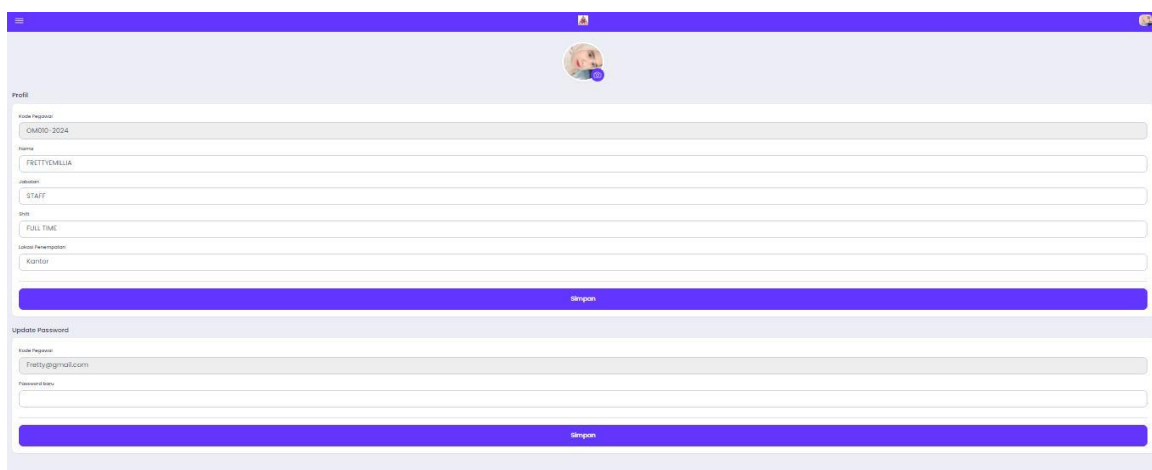 Profil
Kode Pegawai
OM010-2024
Nama
FRETTYEMILLIA
Jabatan
STAFF
Shift
FULL TIME
Lokasi Penempatan
Kantor
Simpan
Update Password
Kode Pegawai
Fretty@gmail.com
Password baru
Simpan